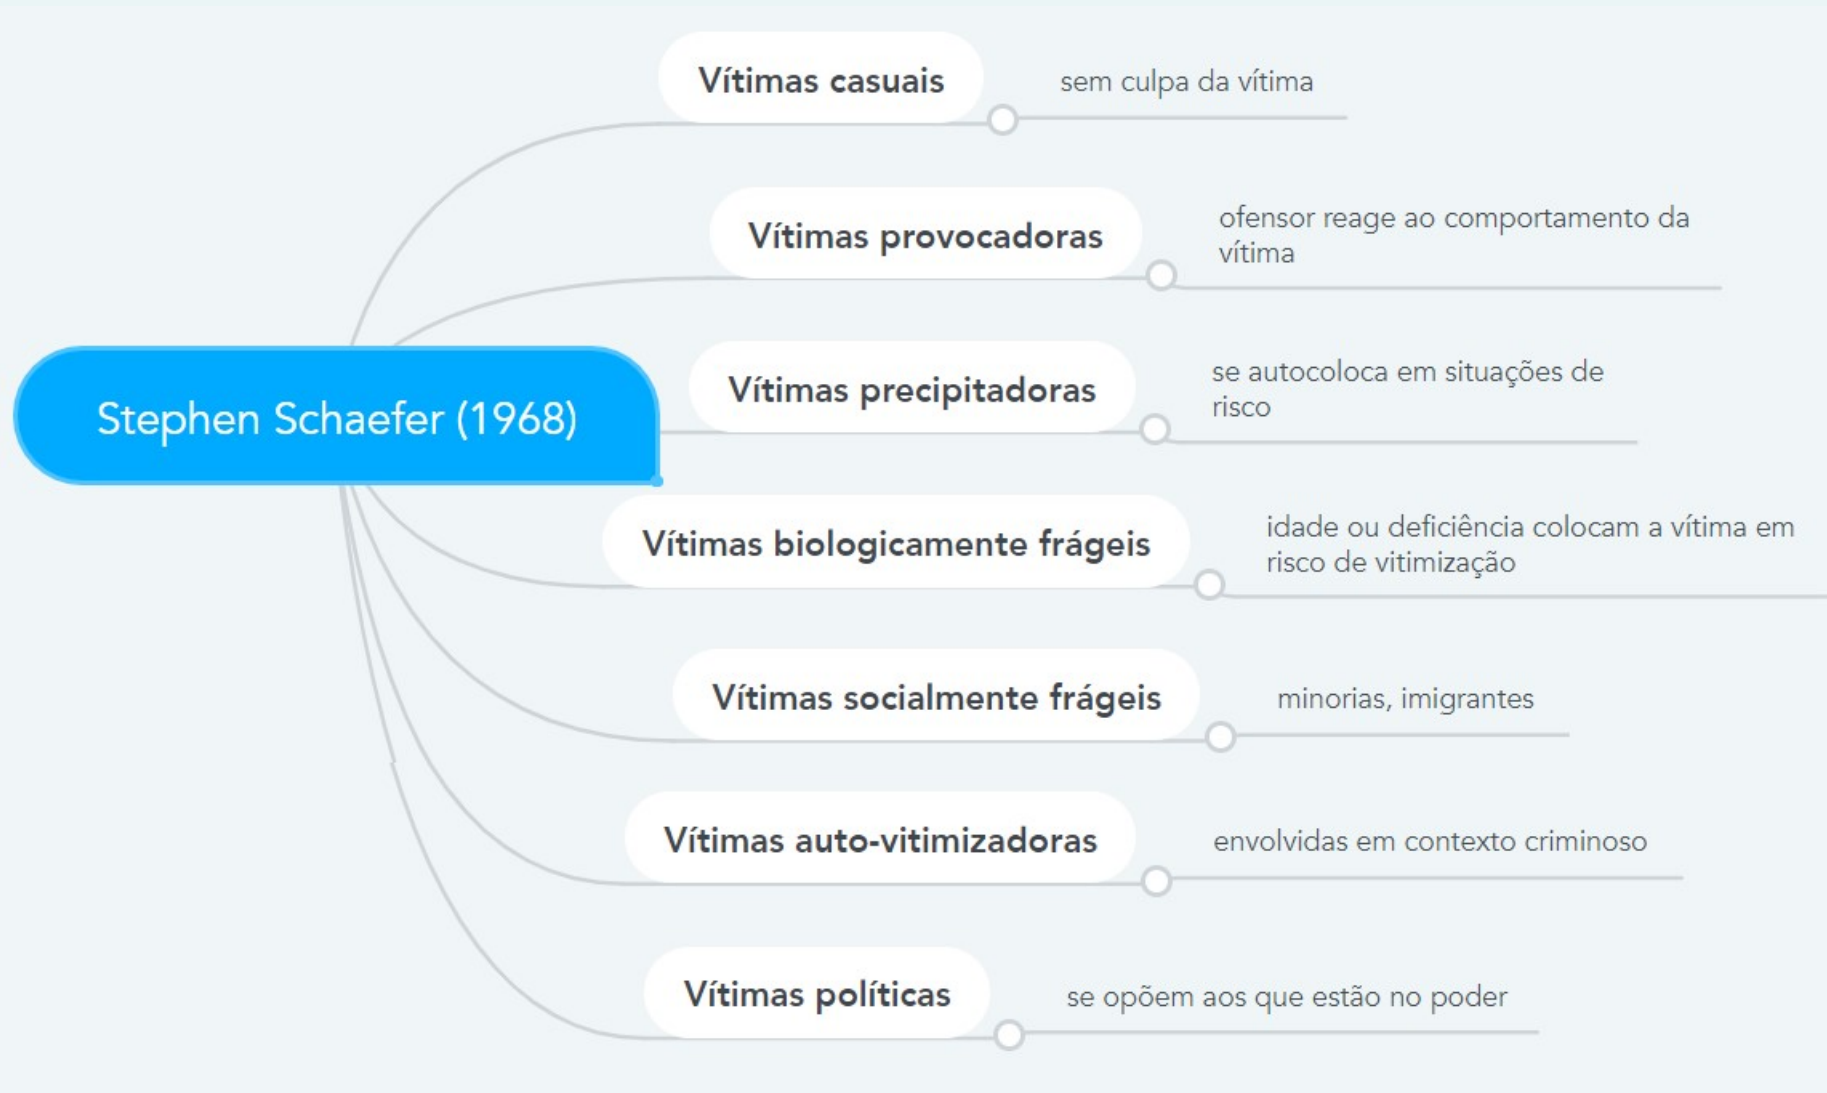 Vítimas casuais
sem culpa da vítima
Vítimas provocadoras
ofensor reage ao comportamento da
vítima
Stephen Schaefer (1968)
Vítimas precipitadoras
se autocoloca em situações de
risco
Vítimas biologicamente frágeis
idade ou deficiência colocam a vítima em
risco de vitimização
Vítimas socialmente frágeis
minorias, imigrantes
Vítimas auto-vitimizadoras
envolvidas em contexto criminoso
Vítimas políticas
se opõem aos que estão no poder